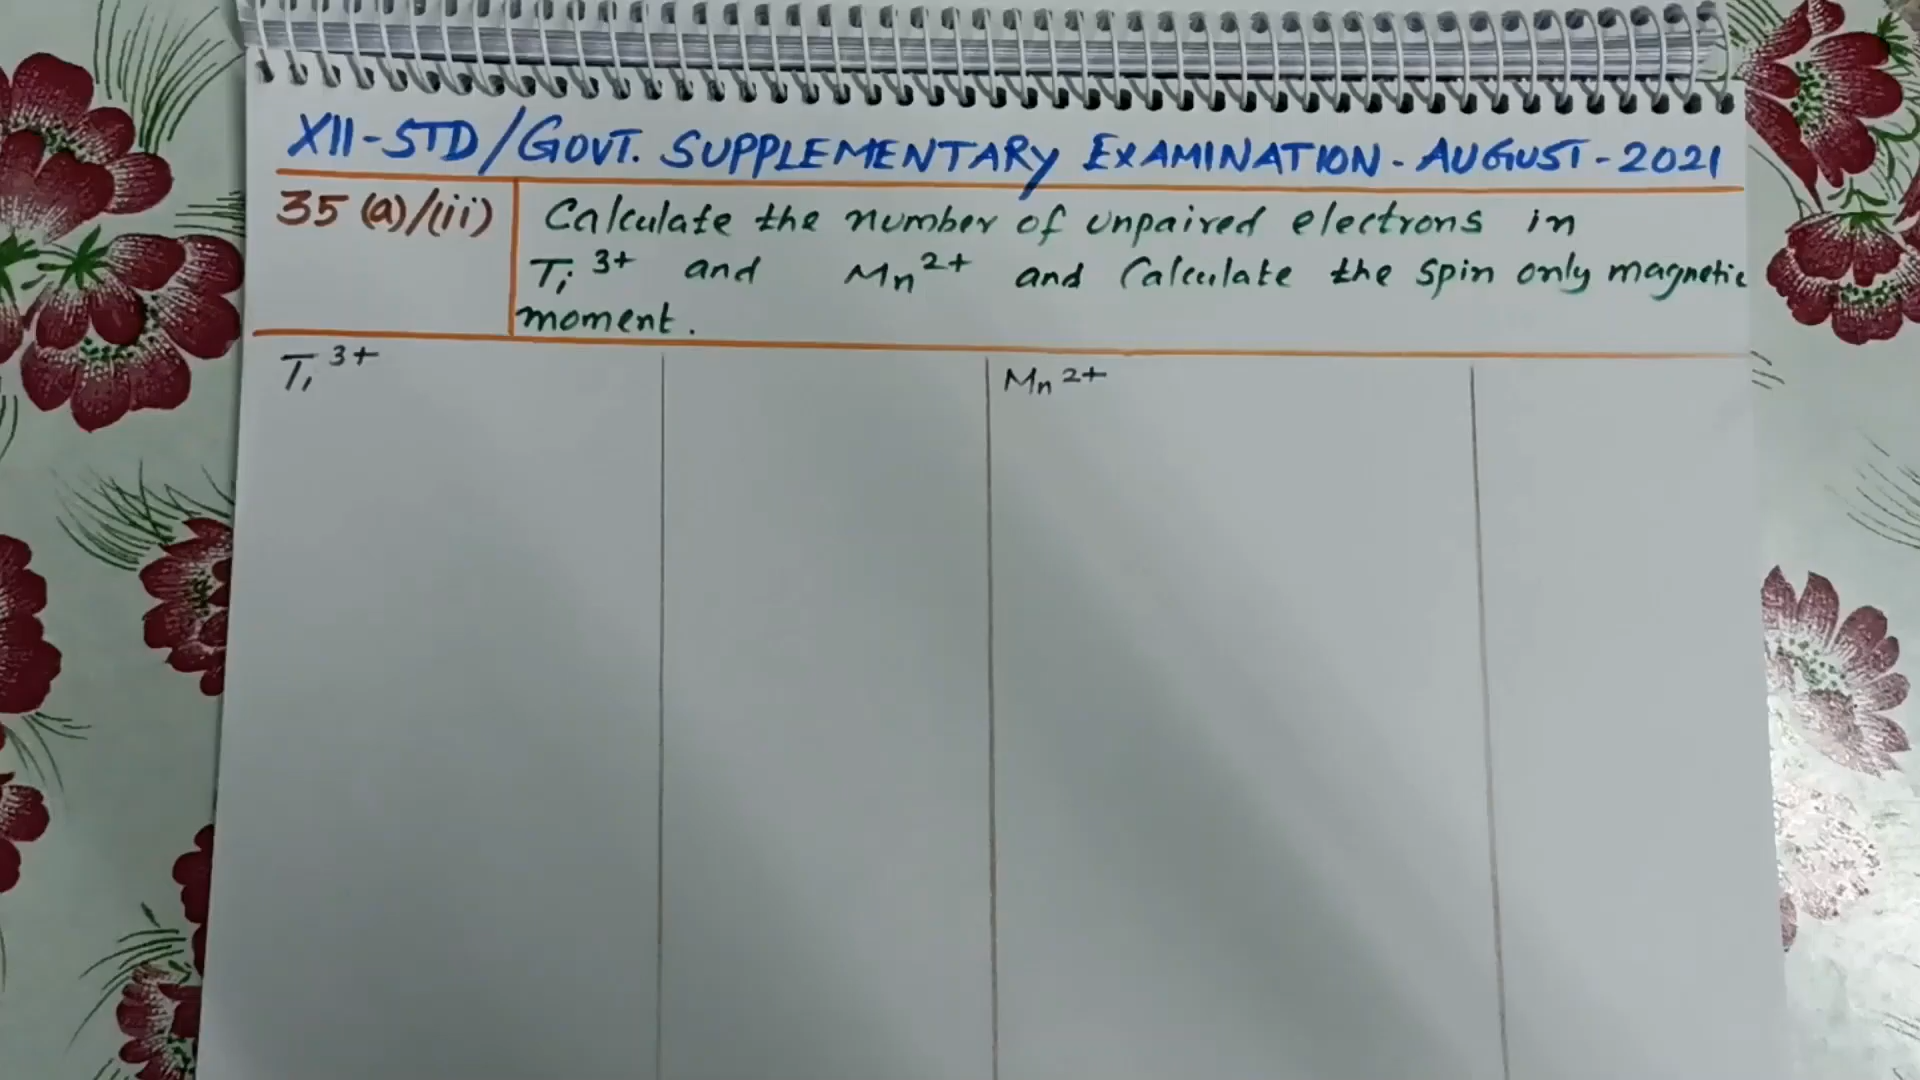 XII-STD/GOVT. SUPPLEMENTARY EXAMINATION - AUGUST - 2021
35 (a)/(ii)
Calculate the number of unpaired electrons in
Ti 3+ and Mn 2+ and Calculate the spin only magnetic
moment.
Ti 3+
Mn 2+